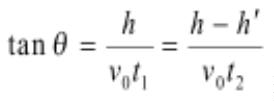 tan θ = h / (v₀t₁) = (h − h′) / (v₀t₂)